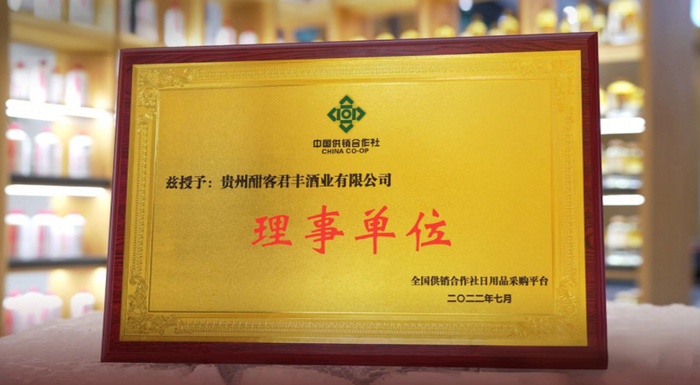 中国供销合作社
CHINA CO-OP
兹授予：贵州酣客君丰酒业有限公司
理事单位
全国供销合作社日用品采购平台
二〇二二年七月